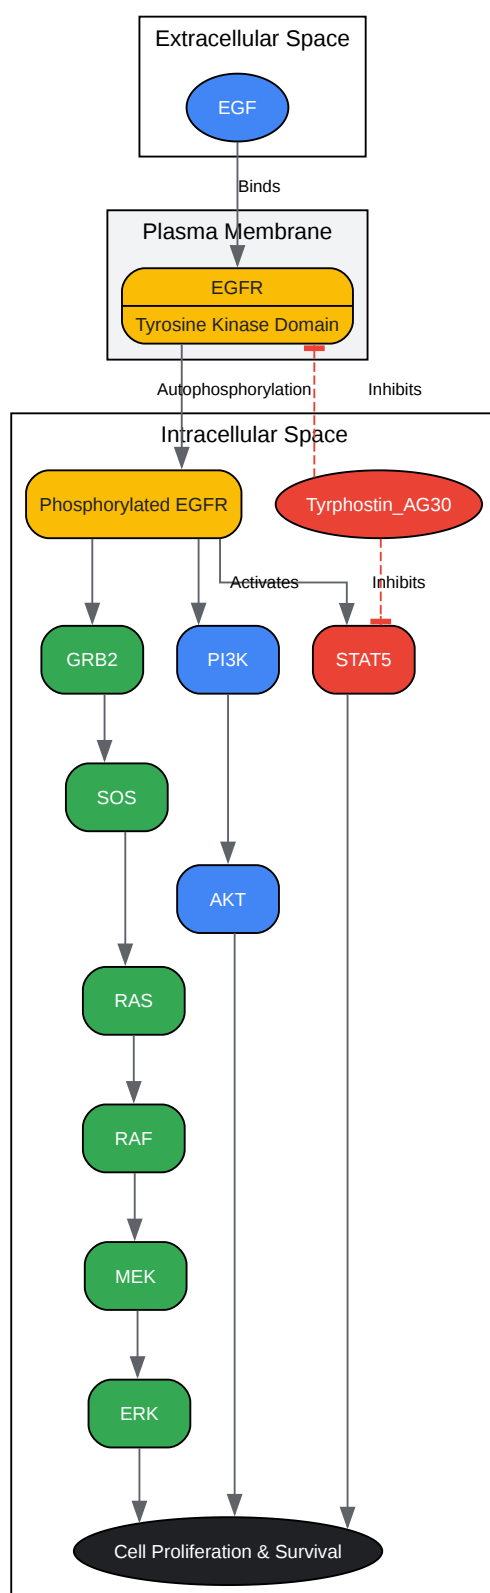 Extracellular Space
EGF
Binds
Plasma Membrane
EGFR
Tyrosine Kinase Domain
Autophosphorylation
Inhibits
Intracellular Space
Phosphorylated EGFR
Tyrphostin_AG30
Activates
Inhibits
GRB2
PI3K
STAT5
SOS
AKT
RAS
RAF
MEK
ERK
Cell Proliferation & Survival